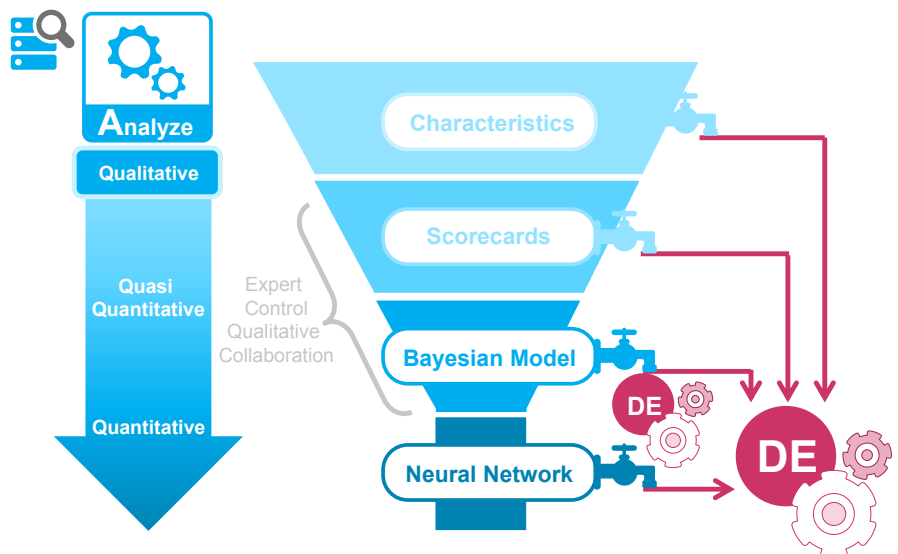 Analyze
Qualitative
Quasi
Quantitative
Quantitative
Expert
Control
Qualitative
Collaboration
Characteristics
Scorecards
Bayesian Model
Neural Network
DE
DE